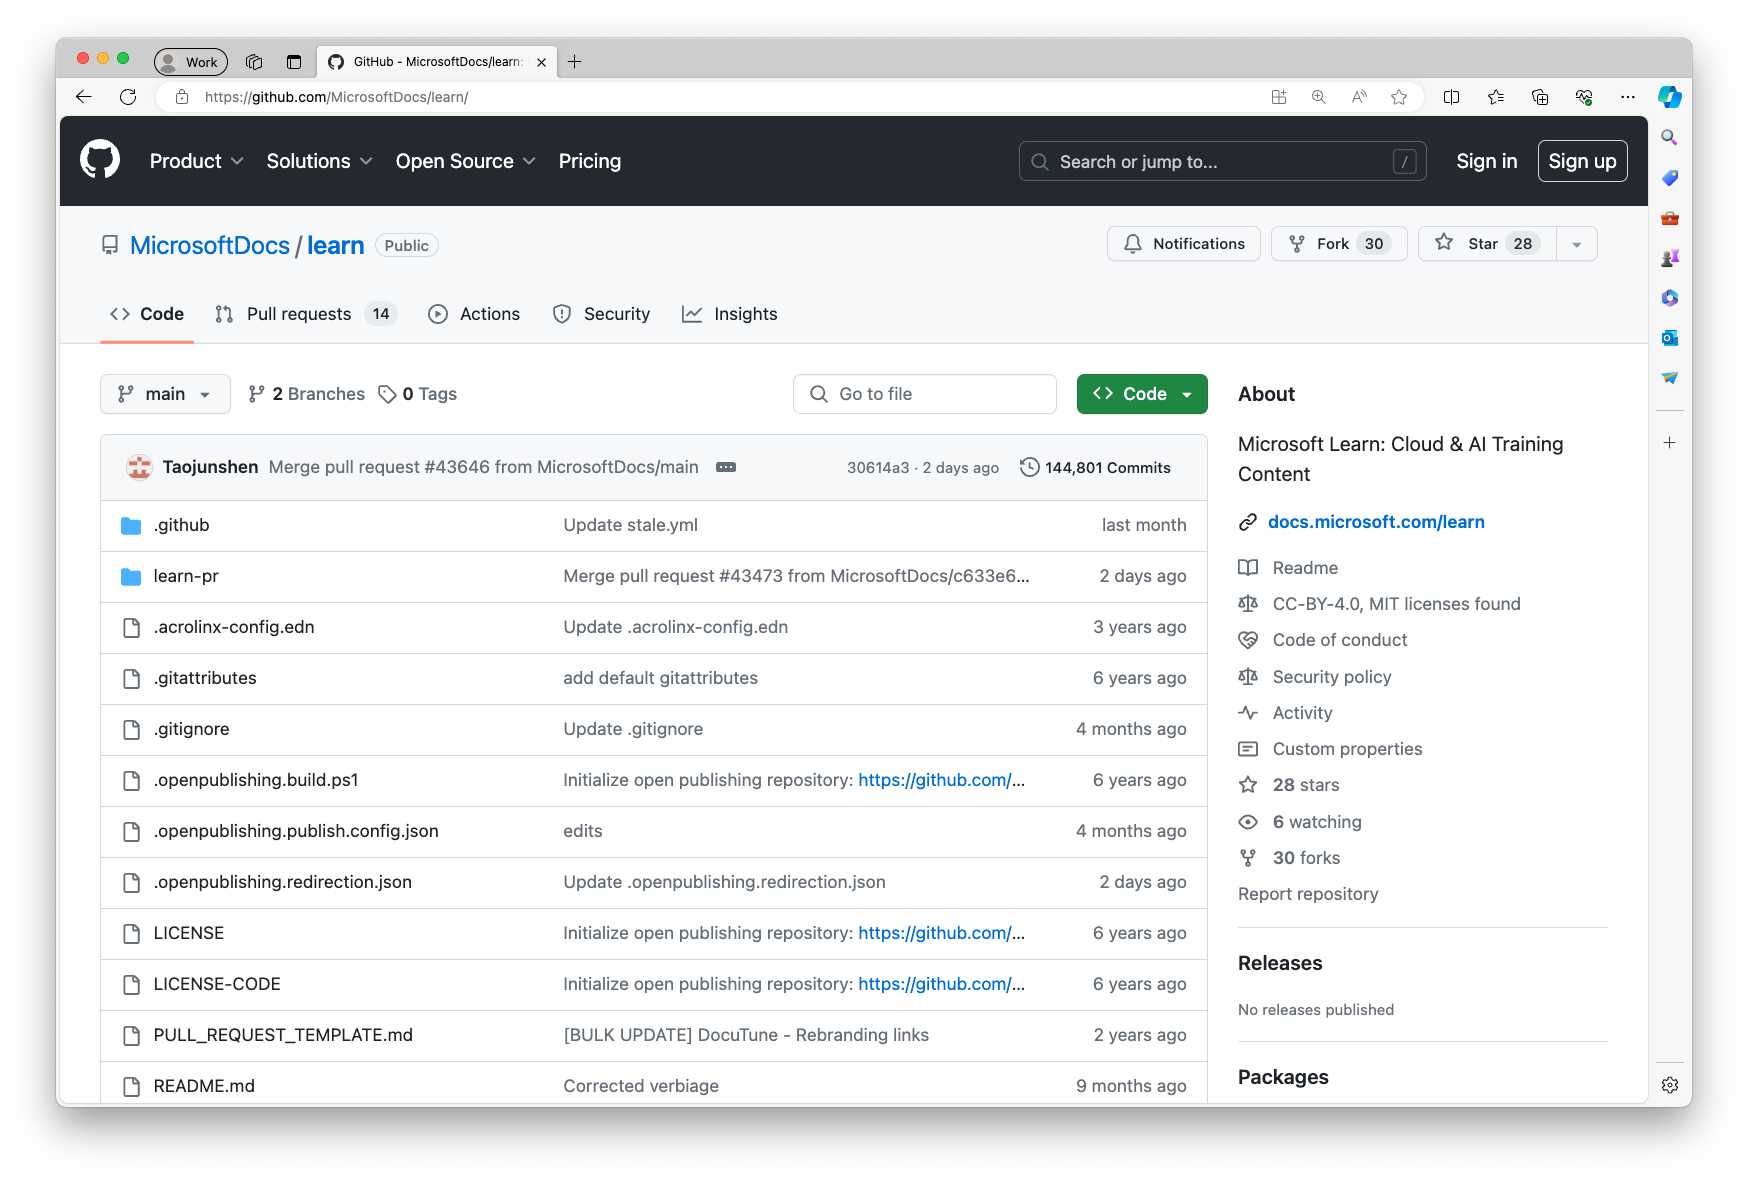 Work
GitHub - MicrosoftDocs/learn:
https://github.com/MicrosoftDocs/learn/
Product Solutions Open Source Pricing Search or jump to... / Sign in Sign up
MicrosoftDocs / learn Public Notifications Fork 30 Star 28
Code Pull requests 14 Actions Security Insights
main 2 Branches 0 Tags Go to file Code
Taojunshen Merge pull request #43646 from MicrosoftDocs/main 30614a3 · 2 days ago 144,801 Commits
.github Update stale.yml last month
learn-pr Merge pull request #43473 from MicrosoftDocs/c633e6... 2 days ago
.acrolinx-config.edn Update .acrolinx-config.edn 3 years ago
.gitattributes add default gitattributes 6 years ago
.gitignore Update .gitignore 4 months ago
.openpublishing.build.ps1 Initialize open publishing repository: https://github.com/... 6 years ago
.openpublishing.publish.config.json edits 4 months ago
.openpublishing.redirection.json Update .openpublishing.redirection.json 2 days ago
LICENSE Initialize open publishing repository: https://github.com/... 6 years ago
LICENSE-CODE Initialize open publishing repository: https://github.com/... 6 years ago
PULL_REQUEST_TEMPLATE.md [BULK UPDATE] DocuTune - Rebranding links 2 years ago
README.md Corrected verbiage 9 months ago
About
Microsoft Learn: Cloud & AI Training
Content
docs.microsoft.com/learn
Readme
CC-BY-4.0, MIT licenses found
Code of conduct
Security policy
Activity
Custom properties
28 stars
6 watching
30 forks
Report repository
Releases
No releases published
Packages